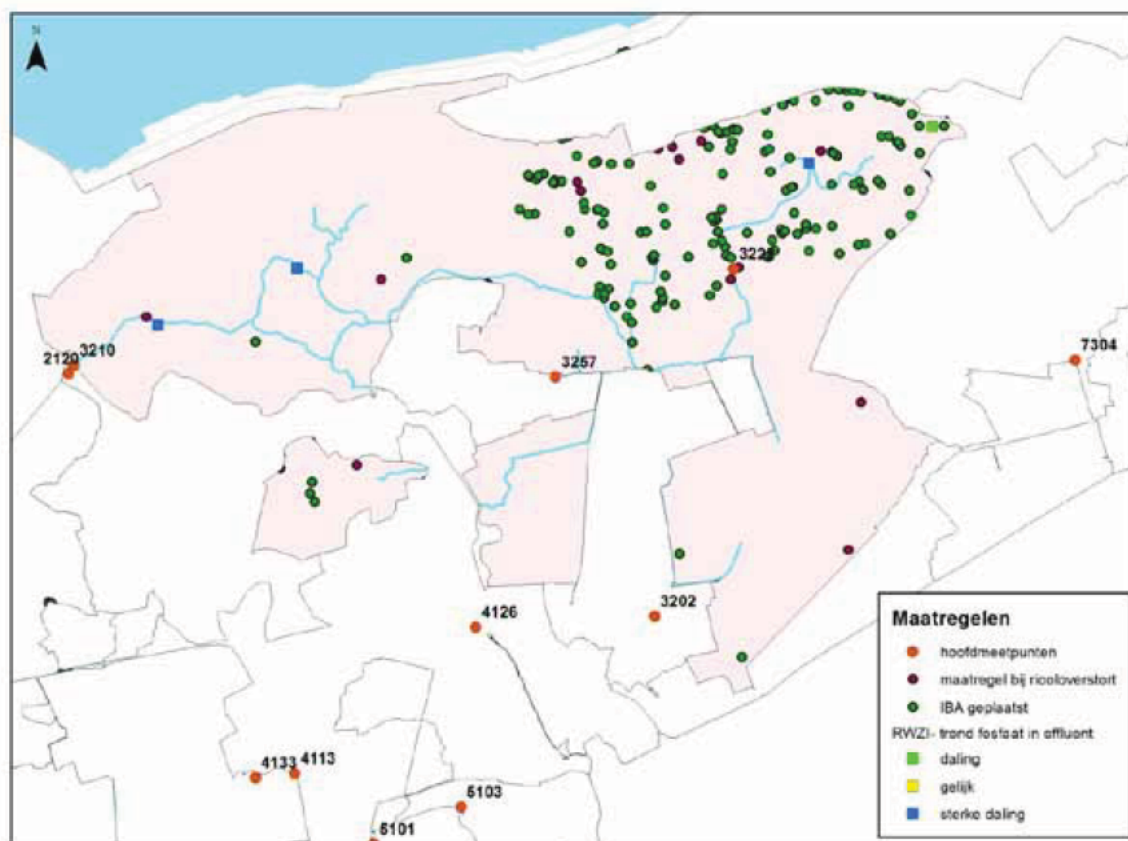 N
3228
7304
2120
3210
3257
4126
3202
4133
4113
5103
5101
Maatregelen
hoofdmeetpunten
maatregel bij riooloverstort
IBA geplaatst
RWZI- trend fosfaat in effluent
daling
gelijk
sterke daling